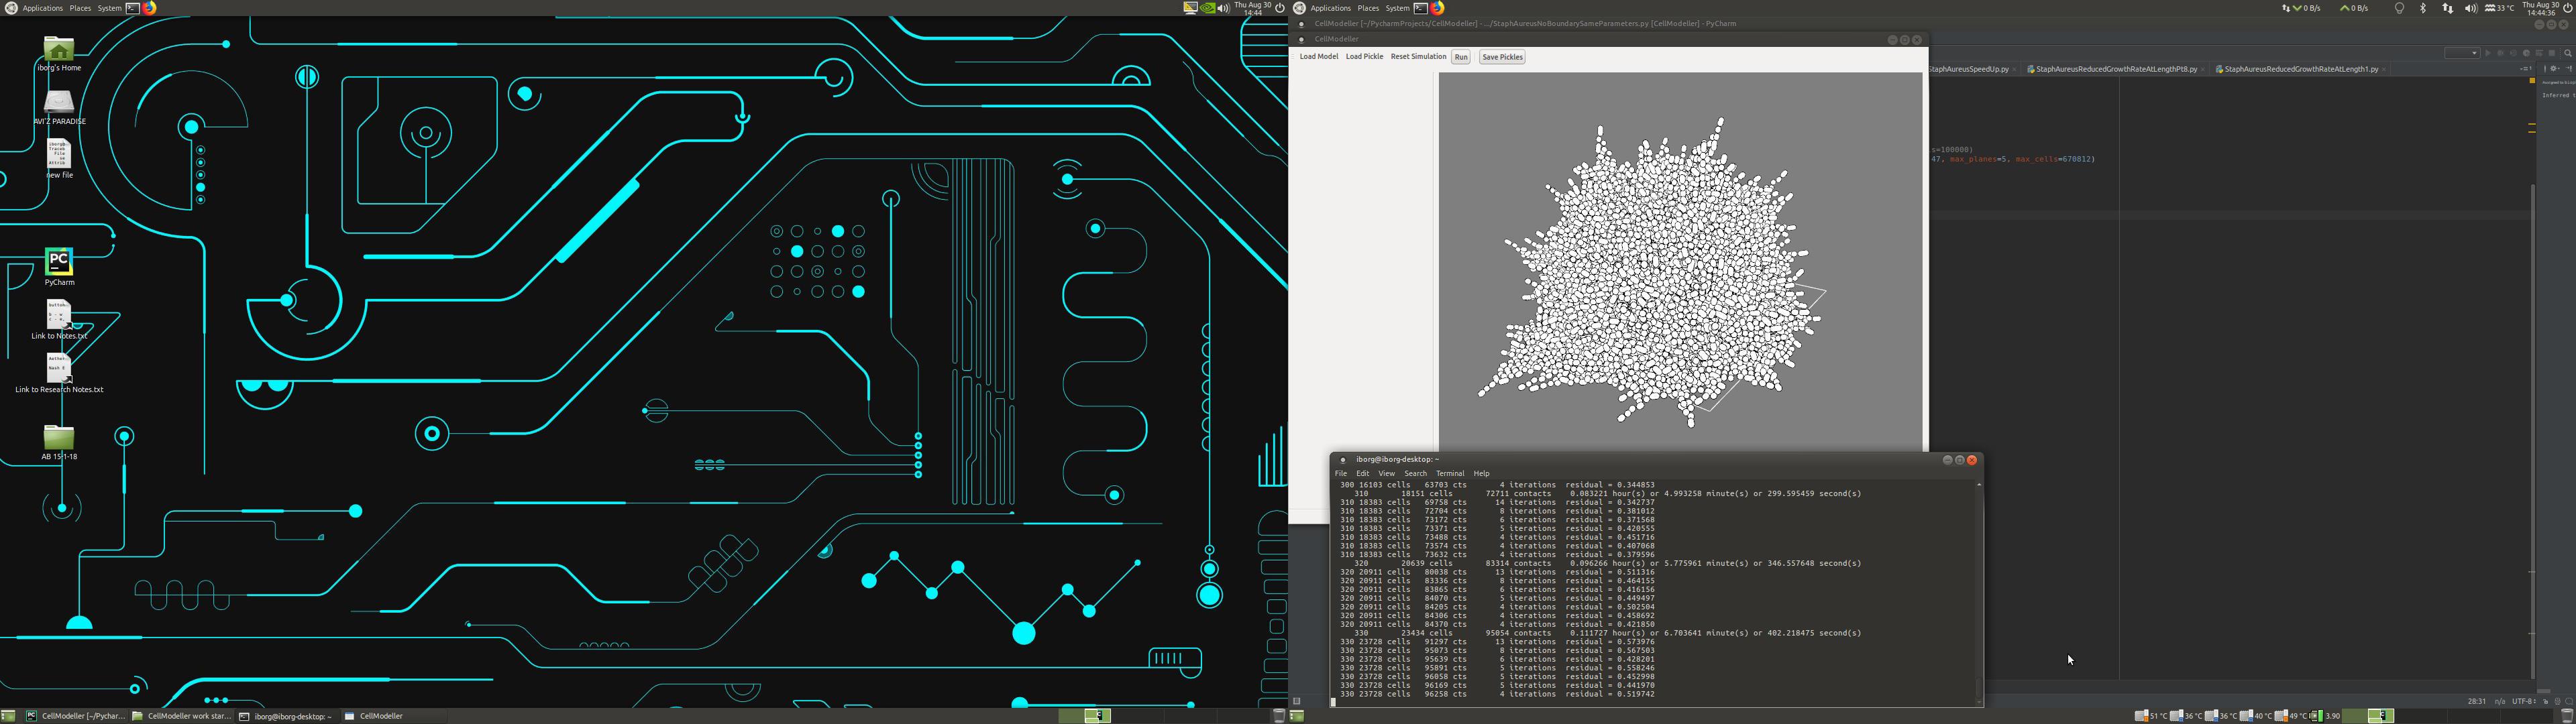 Applications Places System
Thu Aug 30
14:44
Applications Places System
0 B/s 0 B/s 33 °C Thu Aug 30
14:44:36
CellModeller [~/PycharmProjects/CellModeller] - .../StaphAureusNoBoundarySameParameters.py [CellModeller] - PyCharm
CellModeller
Load Model Load Pickle Reset Simulation Run Save Pickles
StaphAureusSpeedUp.py StaphAureusReducedGrowthRateAtLengthPt8.py StaphAureusReducedGrowthRateAtLength1.py
Inferred t
s=100000)
47, max_planes=5, max_cells=670812)
iborg's Home
AVI'Z PARADISE
new file
PC
PyCharm
Link to Notes.txt
Link to Research Notes.txt
AB 15-1-18
iborg@iborg-desktop: ~
File Edit View Search Terminal Help
300 16103 cells 63703 cts 4 iterations residual = 0.344853
310 18151 cells 72711 contacts 0.083221 hour(s) or 4.993258 minute(s) or 299.595459 second(s)
310 18383 cells 69758 cts 14 iterations residual = 0.342737
310 18383 cells 72704 cts 8 iterations residual = 0.381012
310 18383 cells 73172 cts 6 iterations residual = 0.371568
310 18383 cells 73371 cts 5 iterations residual = 0.420555
310 18383 cells 73488 cts 4 iterations residual = 0.451716
310 18383 cells 73574 cts 4 iterations residual = 0.407068
310 18383 cells 73632 cts 4 iterations residual = 0.379596
320 20639 cells 83314 contacts 0.096266 hour(s) or 5.775961 minute(s) or 346.557648 second(s)
320 20911 cells 80038 cts 13 iterations residual = 0.511316
320 20911 cells 83336 cts 8 iterations residual = 0.464155
320 20911 cells 83865 cts 6 iterations residual = 0.416156
320 20911 cells 84070 cts 5 iterations residual = 0.449497
320 20911 cells 84205 cts 4 iterations residual = 0.502504
320 20911 cells 84306 cts 4 iterations residual = 0.458692
320 20911 cells 84370 cts 4 iterations residual = 0.421850
330 23434 cells 95054 contacts 0.111727 hour(s) or 6.703641 minute(s) or 402.218475 second(s)
330 23728 cells 91297 cts 13 iterations residual = 0.573976
330 23728 cells 95073 cts 8 iterations residual = 0.567503
330 23728 cells 95639 cts 6 iterations residual = 0.428201
330 23728 cells 95891 cts 5 iterations residual = 0.558246
330 23728 cells 96058 cts 5 iterations residual = 0.452998
330 23728 cells 96169 cts 5 iterations residual = 0.441970
330 23728 cells 96258 cts 4 iterations residual = 0.519742
28:31 n/a UTF-8
CellModeller [~/Pychar... CellModeller work star... iborg@iborg-desktop: ~ CellModeller
51 °C 36 °C 36 °C 40 °C 49 °C 3.90